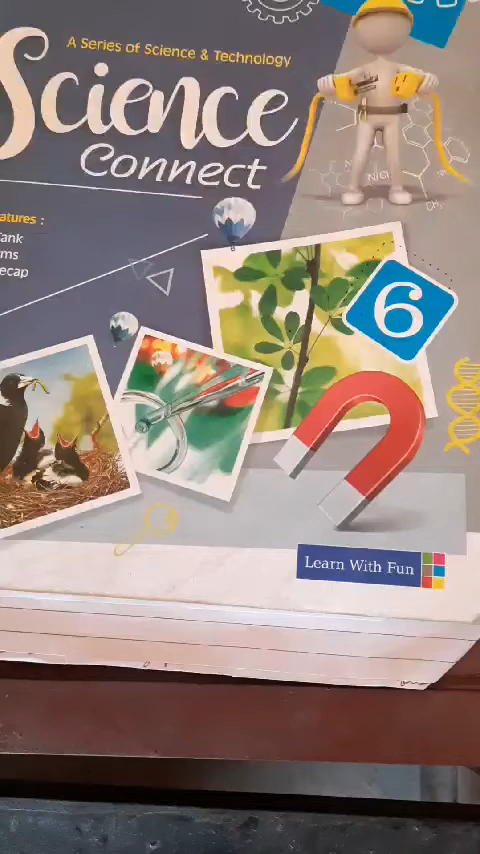 A Series of Science & Technology
Science
Connect
atures :
ank
ms
ecap
6
Learn With Fun